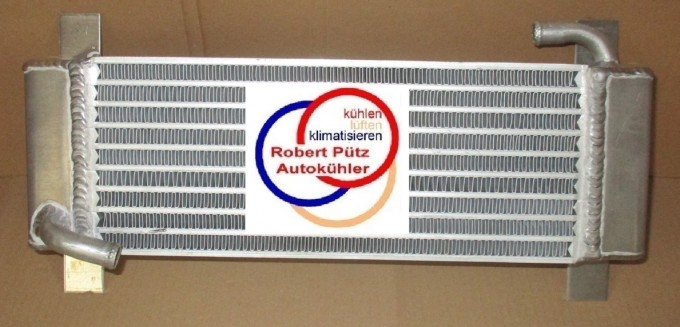 kühlen
lüften
klimatisieren
Robert Pütz
Autokühler